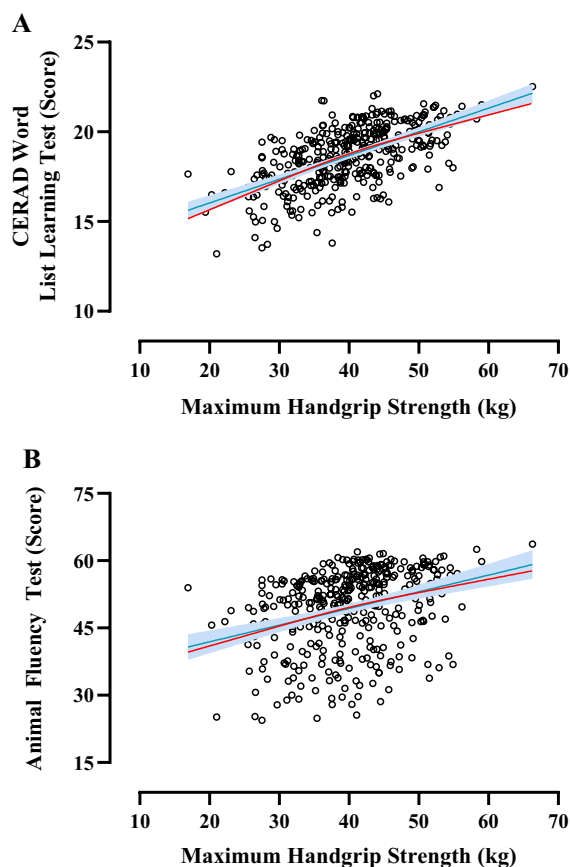 A
CERAD Word
List Learning Test (Score)
25
20
15
10
10 20 30 40 50 60 70
Maximum Handgrip Strength (kg)
B
Animal Fluency Test (Score)
75
60
45
30
15
10 20 30 40 50 60 70
Maximum Handgrip Strength (kg)